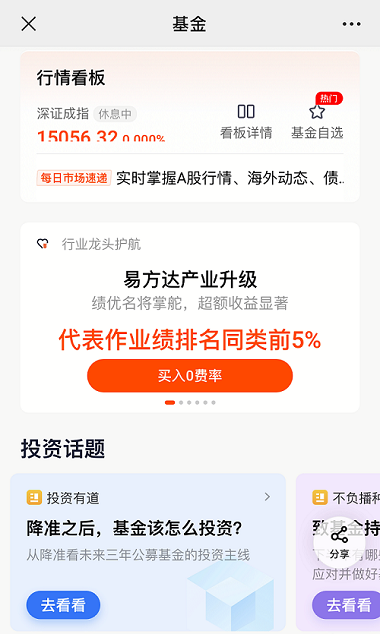 基金
行情看板
深证成指 休息中
热门
15056.32 0.000%
看板详情
基金自选
每日市场速递 实时掌握A股行情、海外动态、债..
行业龙头护航
易方达产业升级
绩优名将掌舵，超额收益显著
代表作业绩排名同类前5%
买入0费率
投资话题
投资有道
降准之后，基金该怎么投资？
从降准看未来三年公募基金的投资主线
去看看
不负播种
致基金持
分享
应对并做好
去看看